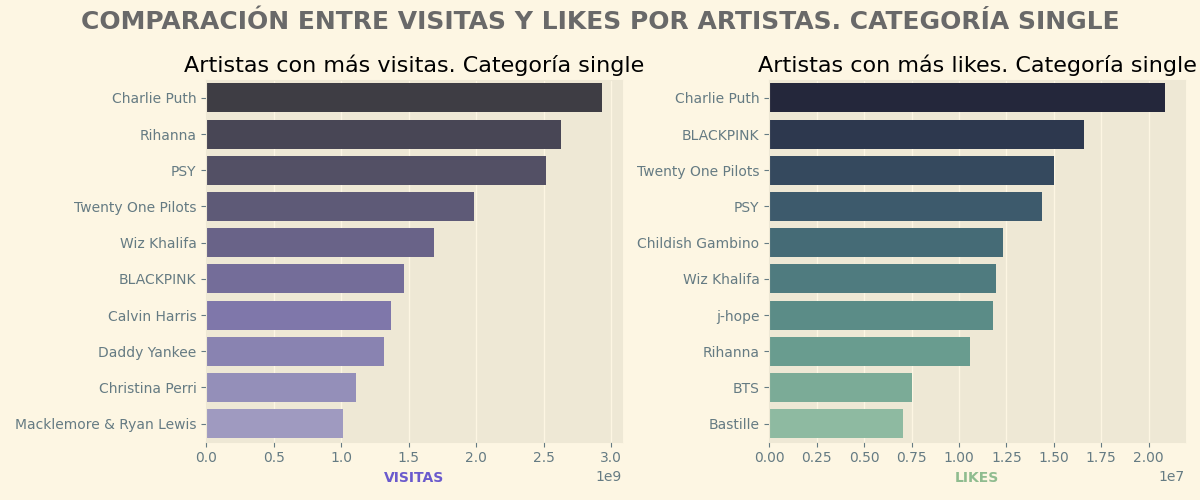 COMPARACIÓN ENTRE VISITAS Y LIKES POR ARTISTAS. CATEGORÍA SINGLE
Artistas con más visitas. Categoría single
Charlie Puth
Rihanna
PSY
Twenty One Pilots
Wiz Khalifa
BLACKPINK
Calvin Harris
Daddy Yankee
Christina Perri
Macklemore & Ryan Lewis
0.0 0.5 1.0 1.5 2.0 2.5 3.0
1e9
VISITAS
Artistas con más likes. Categoría single
Charlie Puth
BLACKPINK
Twenty One Pilots
PSY
Childish Gambino
Wiz Khalifa
j-hope
Rihanna
BTS
Bastille
0.00 0.25 0.50 0.75 1.00 1.25 1.50 1.75 2.00
1e7
LIKES